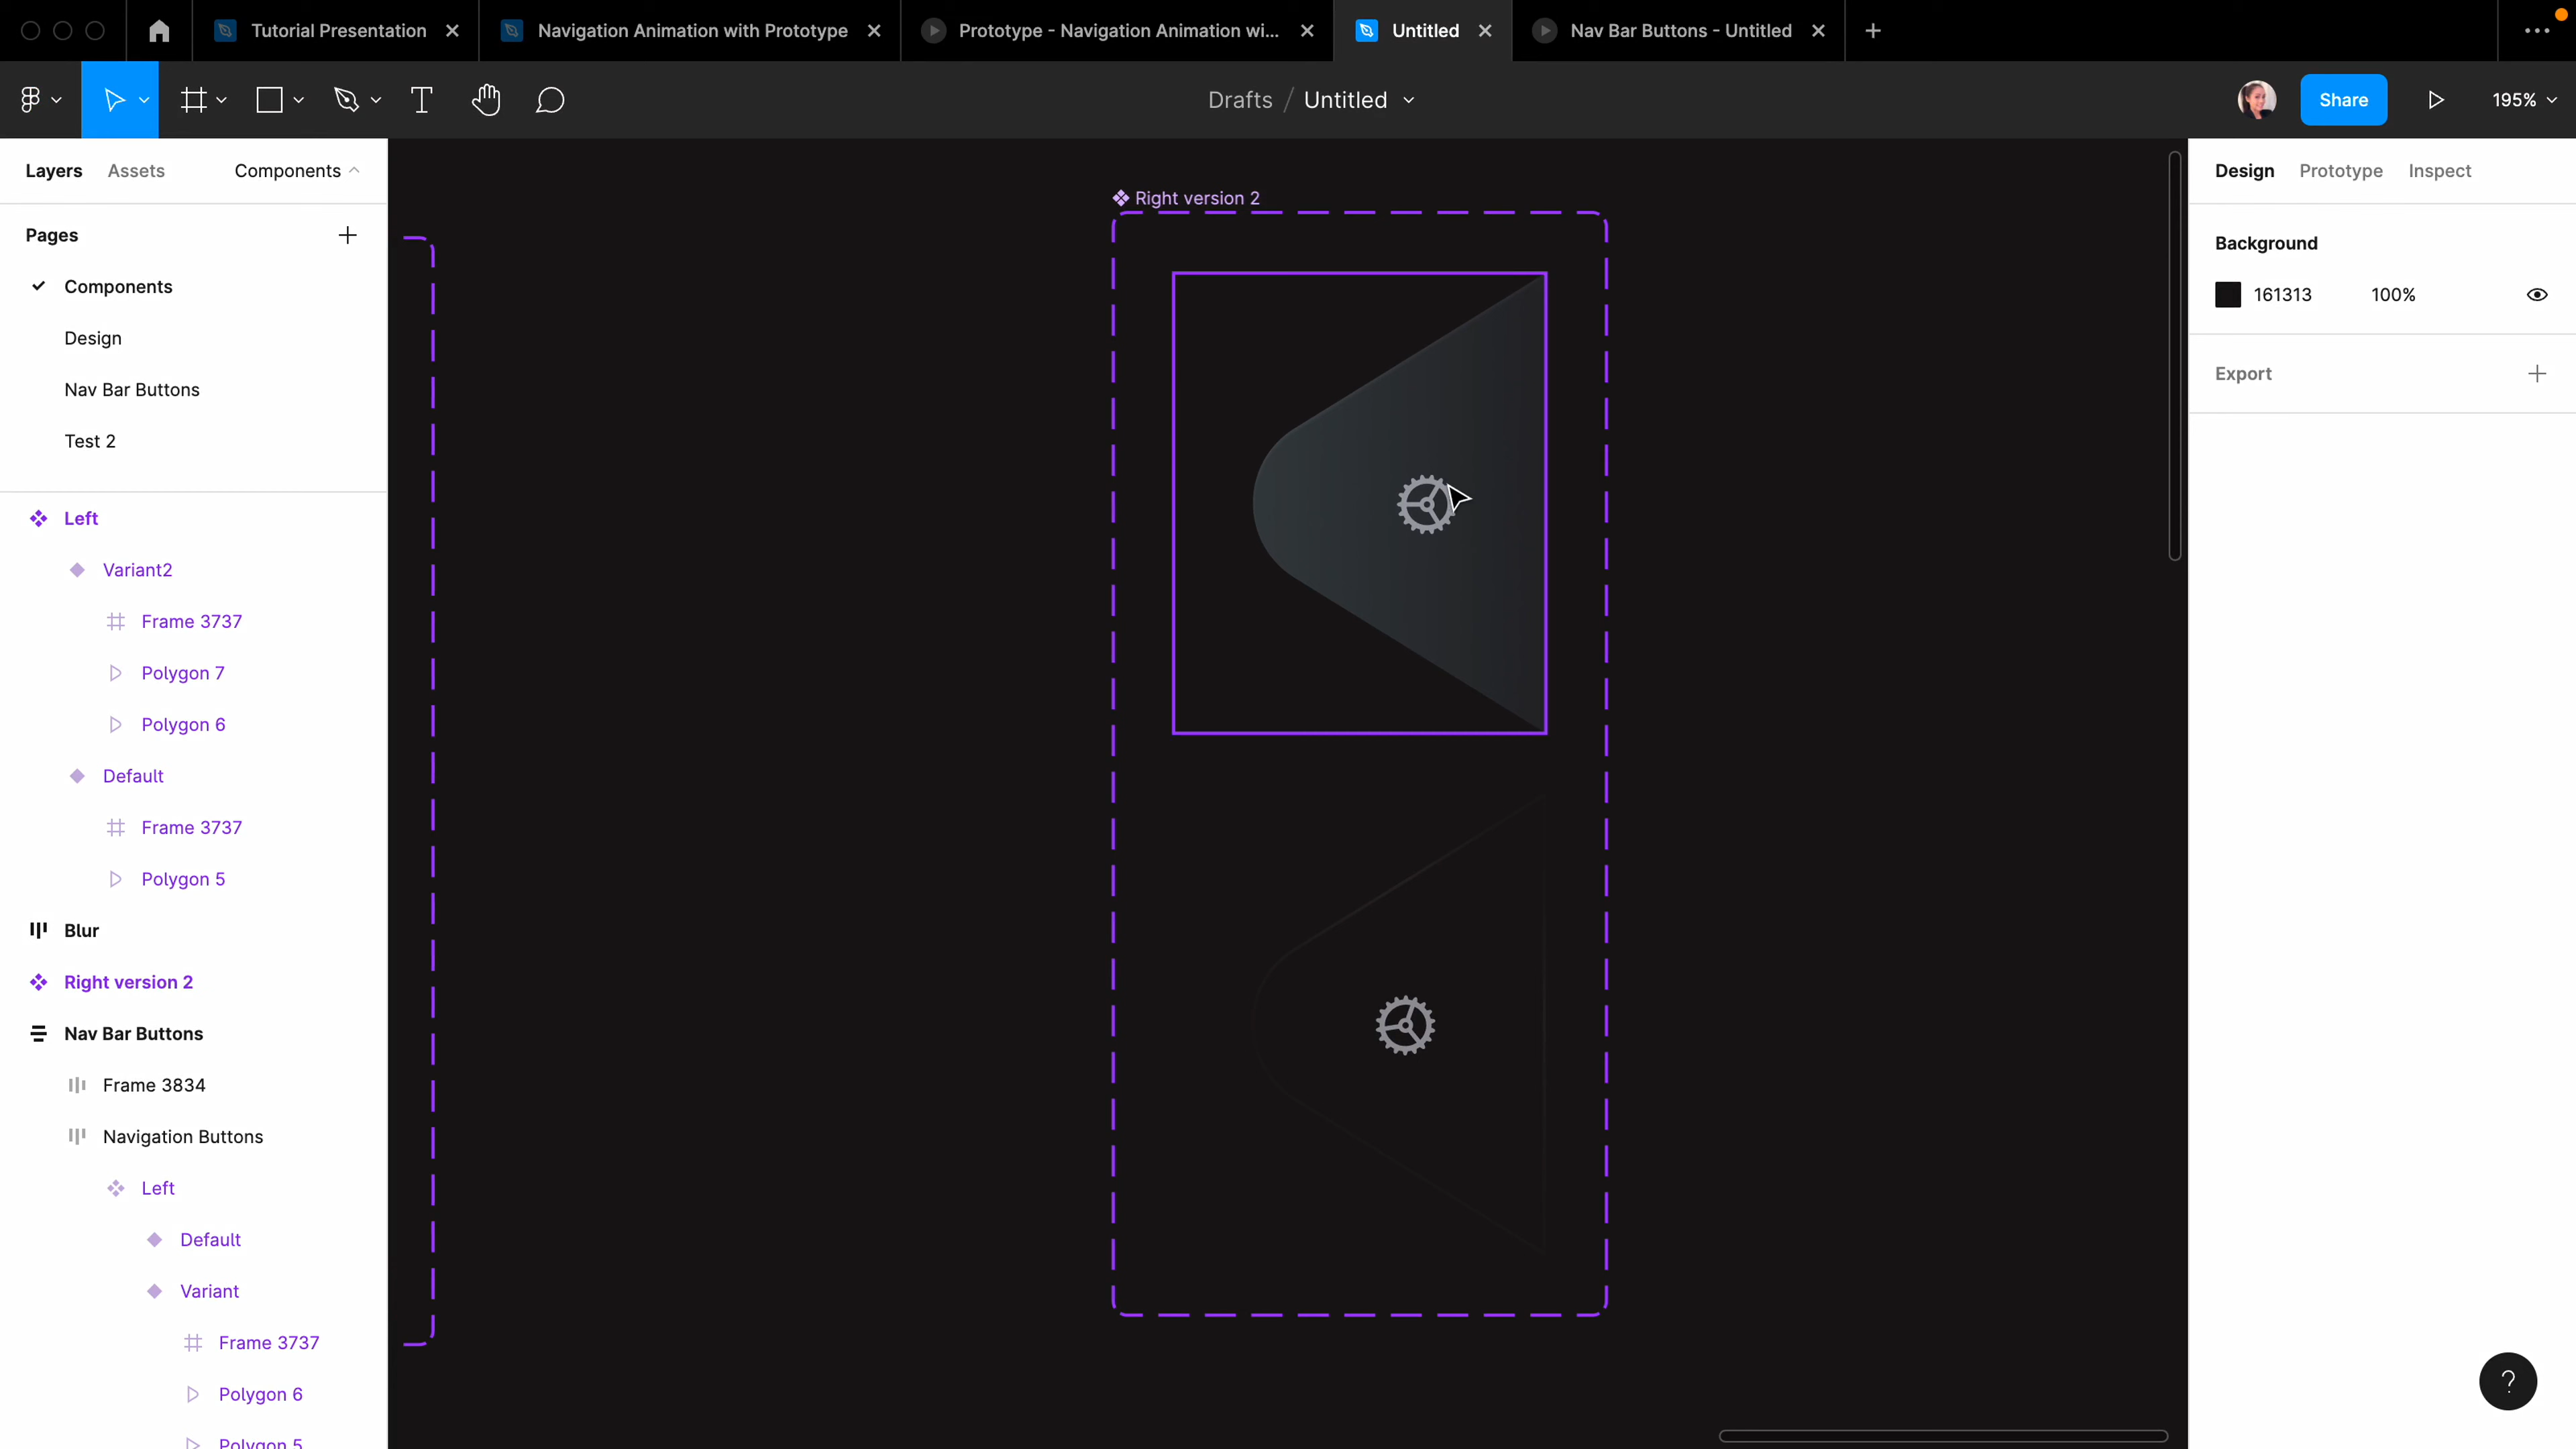 Tutorial Presentation
Navigation Animation with Prototype
Prototype - Navigation Animation wi...
Untitled
Nav Bar Buttons - Untitled
Drafts / Untitled
Share
195%
Layers
Assets
Components
Pages
Components
Design
Nav Bar Buttons
Test 2
Left
Variant2
Frame 3737
Polygon 7
Polygon 6
Default
Frame 3737
Polygon 5
Blur
Right version 2
Nav Bar Buttons
Frame 3834
Navigation Buttons
Left
Default
Variant
Frame 3737
Polygon 6
Polygon 5
Right version 2
Design
Prototype
Inspect
Background
161313
100%
Export
?